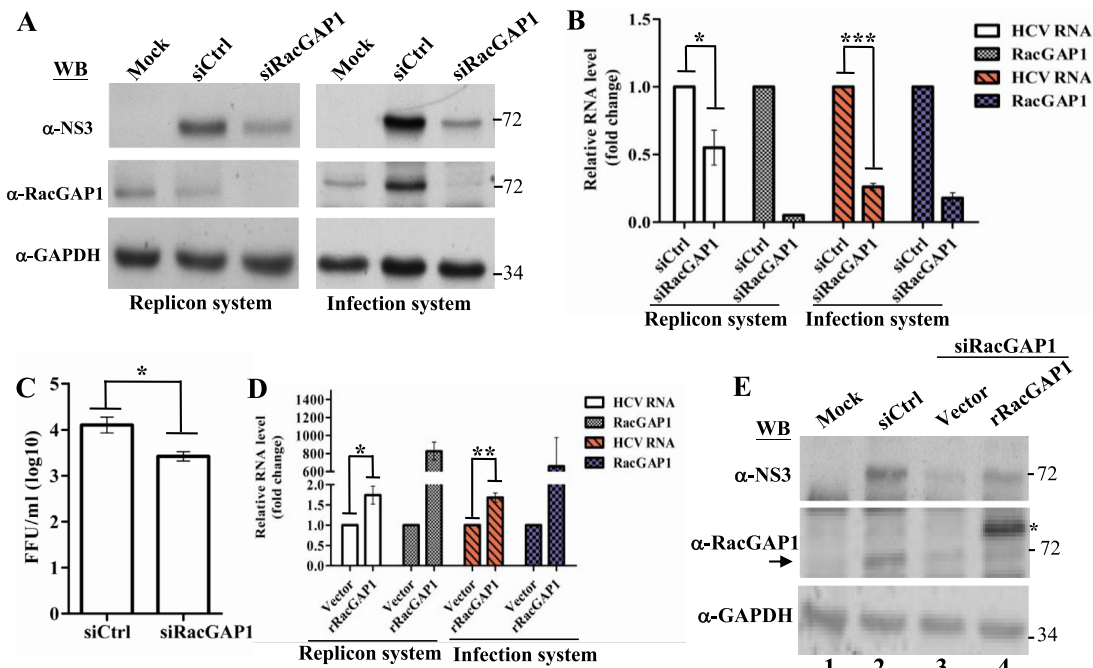 A
WB
Mock
siCtrl
siRacGAP1
Mock
siCtrl
siRacGAP1
α-NS3
72
α-RacGAP1
72
α-GAPDH
34
Replicon system
Infection system
B
Relative RNA level
(fold change)
1.5
1.0
0.5
0.0
*
***
HCV RNA
RacGAP1
HCV RNA
RacGAP1
siCtrl
siRacGAP1
siCtrl
siRacGAP1
siCtrl
siRacGAP1
siCtrl
siRacGAP1
Replicon system
Infection system
C
FFU/ml (log10)
5
4
3
2
1
0
*
siCtrl
siRacGAP1
D
Relative RNA level
(fold change)
1400
1200
1000
800
600
2.0
1.5
1.0
0.5
0.0
*
**
HCV RNA
RacGAP1
HCV RNA
RacGAP1
Vector
rRacGAP1
Vector
rRacGAP1
Vector
rRacGAP1
Vector
rRacGAP1
Replicon system
Infection system
E
siRacGAP1
WB
Mock
siCtrl
Vector
rRacGAP1
α-NS3
72
α-RacGAP1
*
72
α-GAPDH
34
1 2 3 4